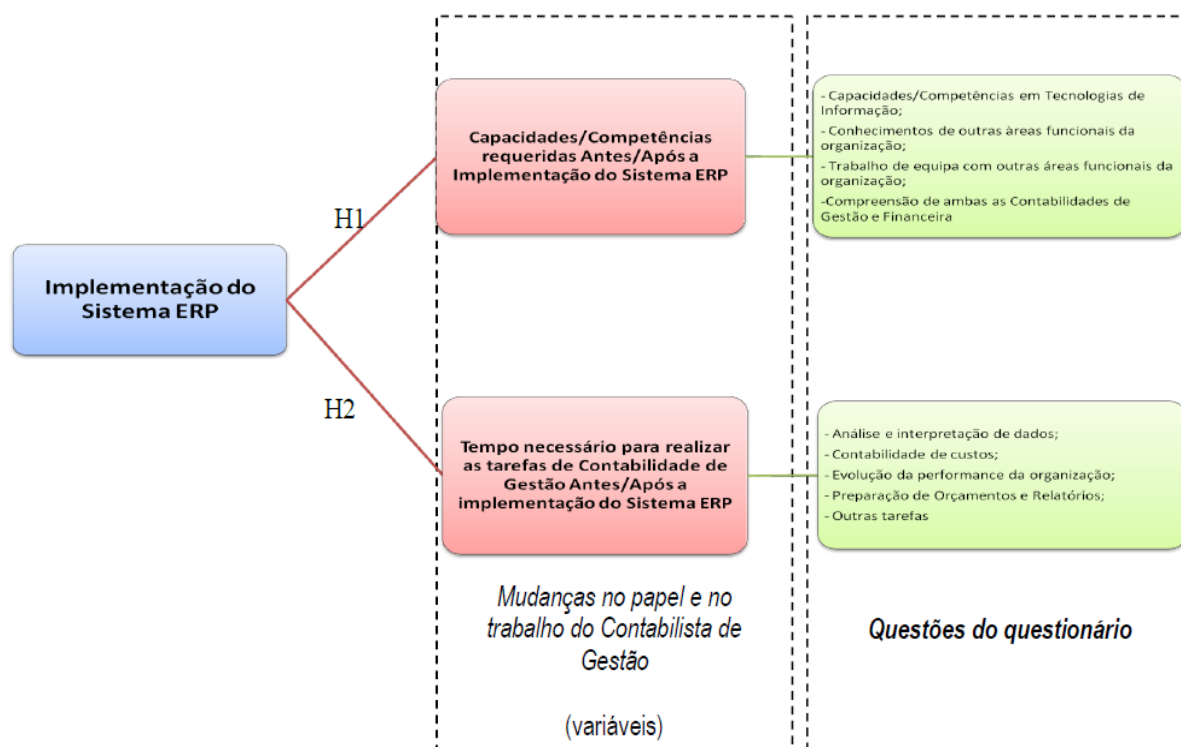 - Capacidades/Competências em Tecnologias de
Informação;
- Conhecimentos de outras àreas funcionais da
organização;
- Trabalho de equipa com outras áreas funcionais da
organização;
-Compreensão de ambas as Contabilidades de
Gestão e Financeira
Capacidades/Competências
requeridas Antes/Após a
Implementação do Sistema ERP
H1
Implementação do
Sistema ERP
H2
Tempo necessário para realizar
as tarefas de Contabilidade de
Gestão Antes/Após a
implementação do Sistema ERP
- Análise e interpretação de dados;
- Contabilidade de custos;
- Evolução da performance da organização;
- Preparação de Orçamentos e Relatórios;
- Outras tarefas
Mudanças no papel e no
trabalho do Contabilista de
Gestão
(variáveis)
Questões do questionário